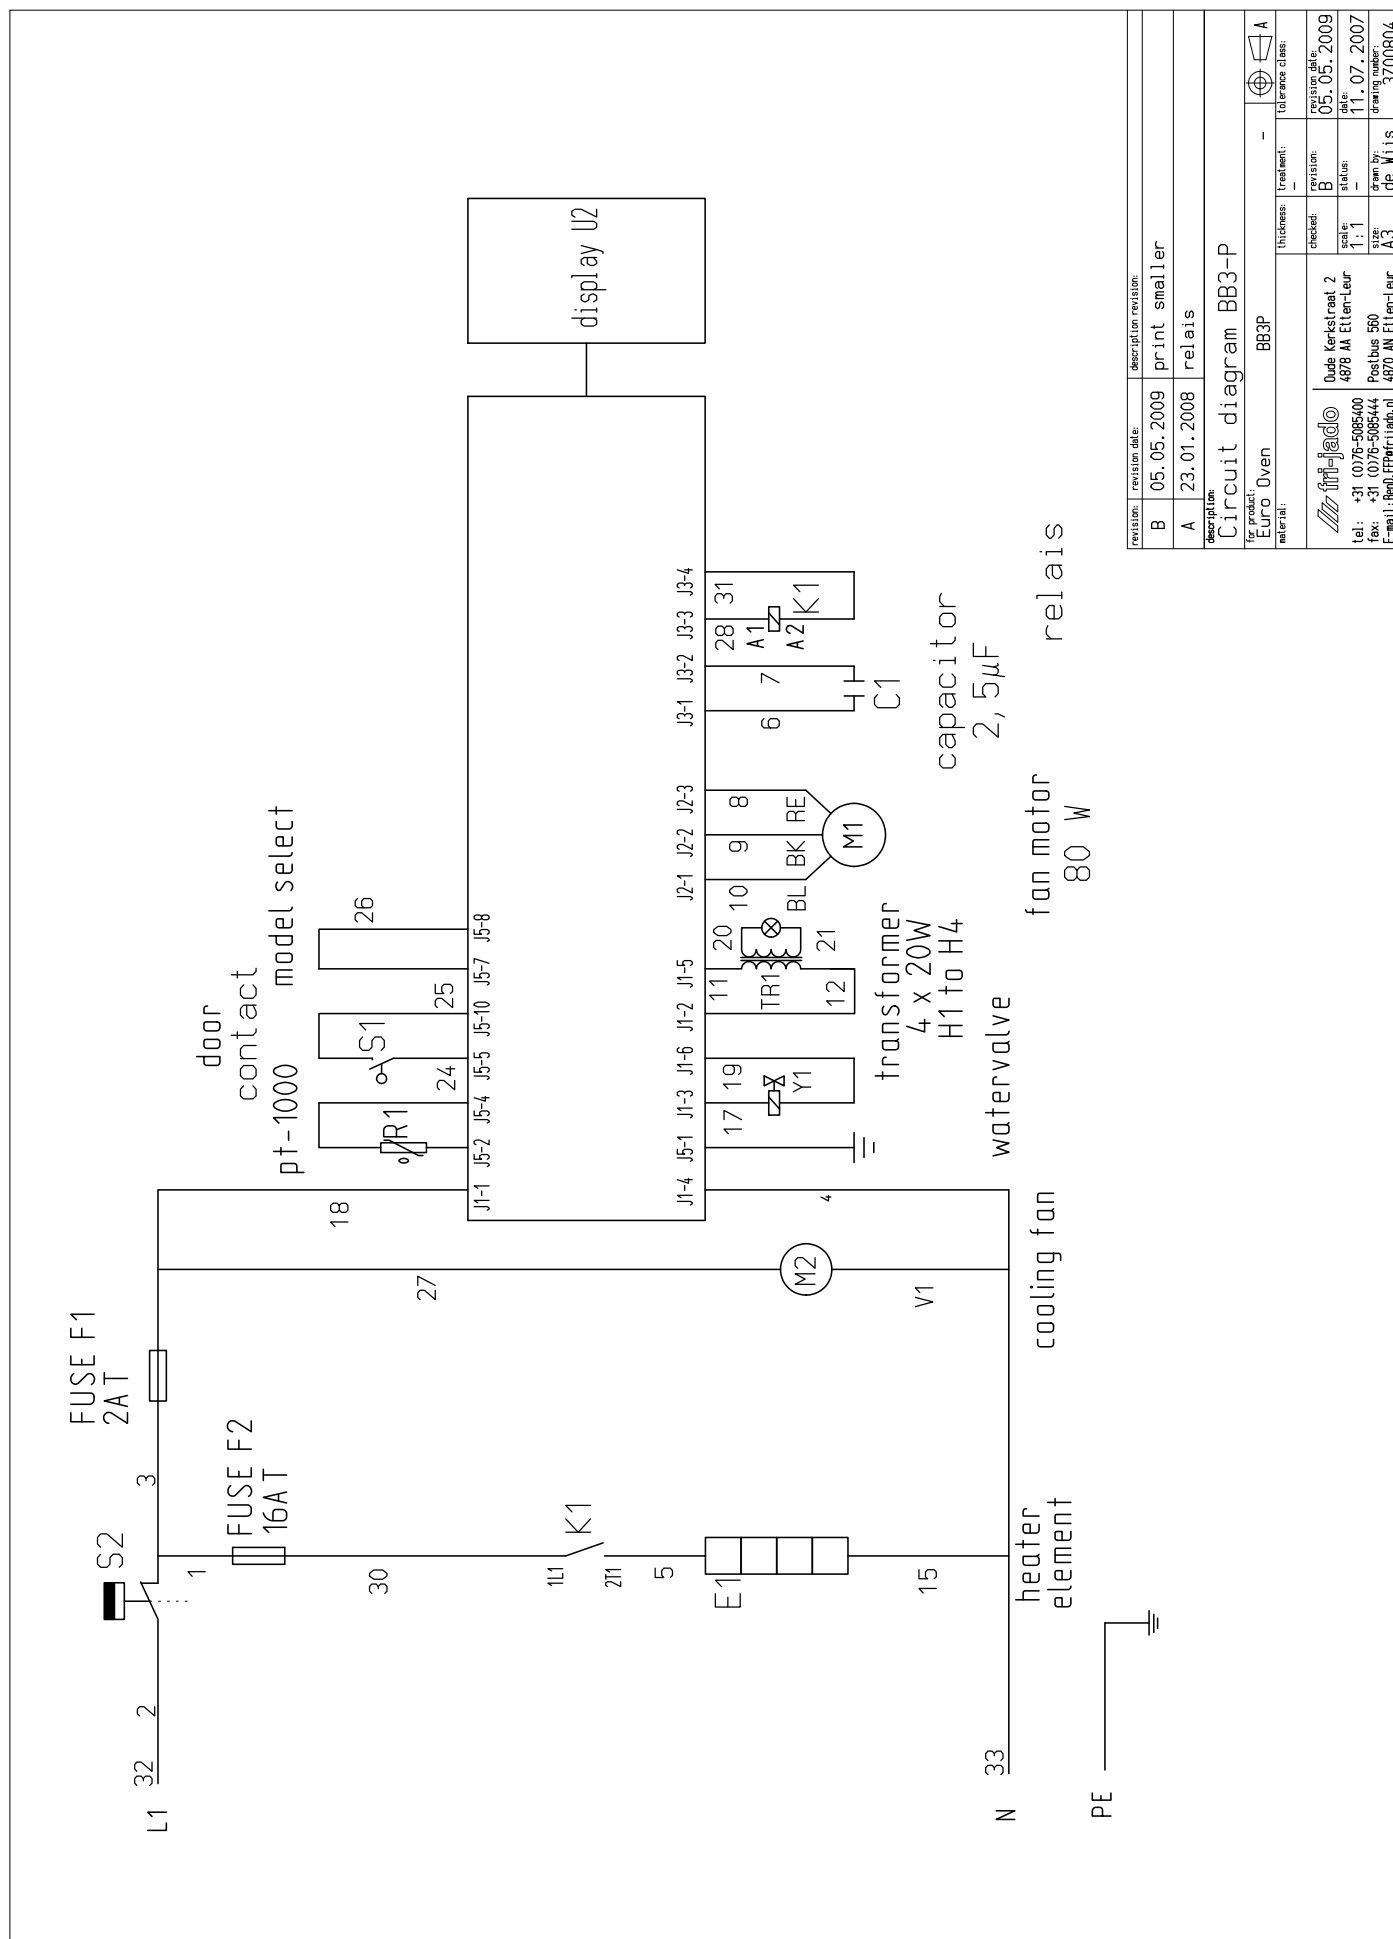 L1
32
2
S2
1
3
FUSE F1
2AT
FUSE F2
16AT
30
K1
1L1
2T1
5
E1
15
heater
element
N
33
PE
27
M2
V1
cooling fan
18
4
J1-1
J5-2
J5-4
J5-5
J5-10
J5-7
J5-8
pt-1000
R1
door
contact
S1
24
25
model select
26
display U2
J1-4
J5-1
J1-3
J1-6
J1-2
J1-5
J2-1
J2-2
J2-3
J3-1
J3-2
J3-3
J3-4
17
19
Y1
watervalve
11
12
TR1
20
21
transformer
4 x 20W
H1 to H4
10
9
8
BL
BK
RE
M1
fan motor
80 W
6
7
C1
capacitor
2,5µF
28
31
A1
A2
K1
relais
revision:
revision date:
description revision:
B
05.05.2009
print smaller
A
23.01.2008
relais
description:
Circuit diagram BB3-P
for product:
Euro Oven
BB3P
-
A
material:
thickness:
treatment:
-
tolerance class:
fri-jado
Oude Kerkstraat 2
4878 AA Etten-Leur
Postbus 560
4870 AN Etten-Leur
tel: +31 (0)76-5085400
fax: +31 (0)76-5085444
checked:
revision:
B
revision date:
05.05.2009
scale:
1:1
status:
-
date:
11.07.2007
size:
A3
drawn by:
de Wijs
drawing number:
3700804